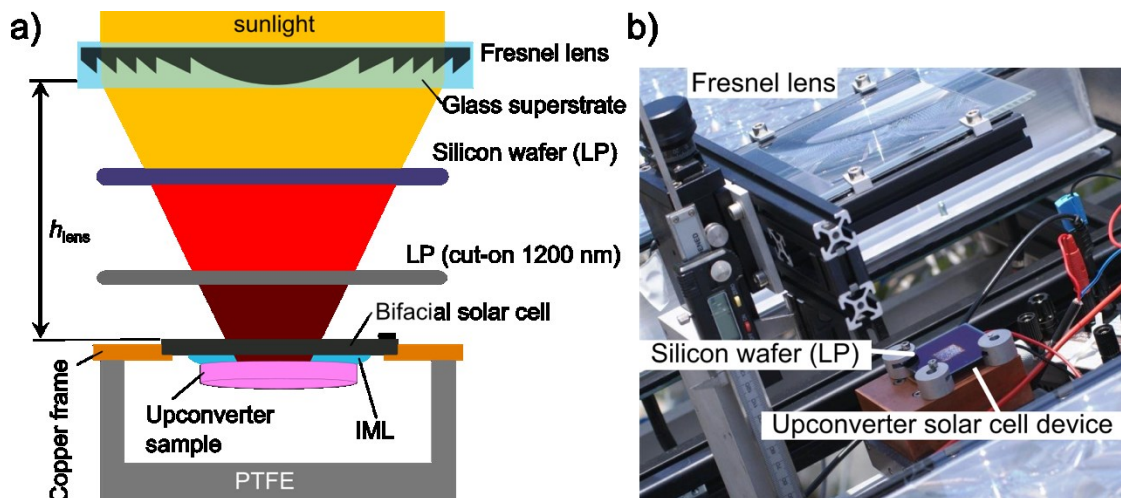 a)
sunlight
Fresnel lens
Glass superstrate
Silicon wafer (LP)
hlens
LP (cut-on 1200 nm)
Bifacial solar cell
Copper frame
Upconverter
sample
IML
PTFE
b)
Fresnel lens
Silicon wafer (LP)
Upconverter solar cell device